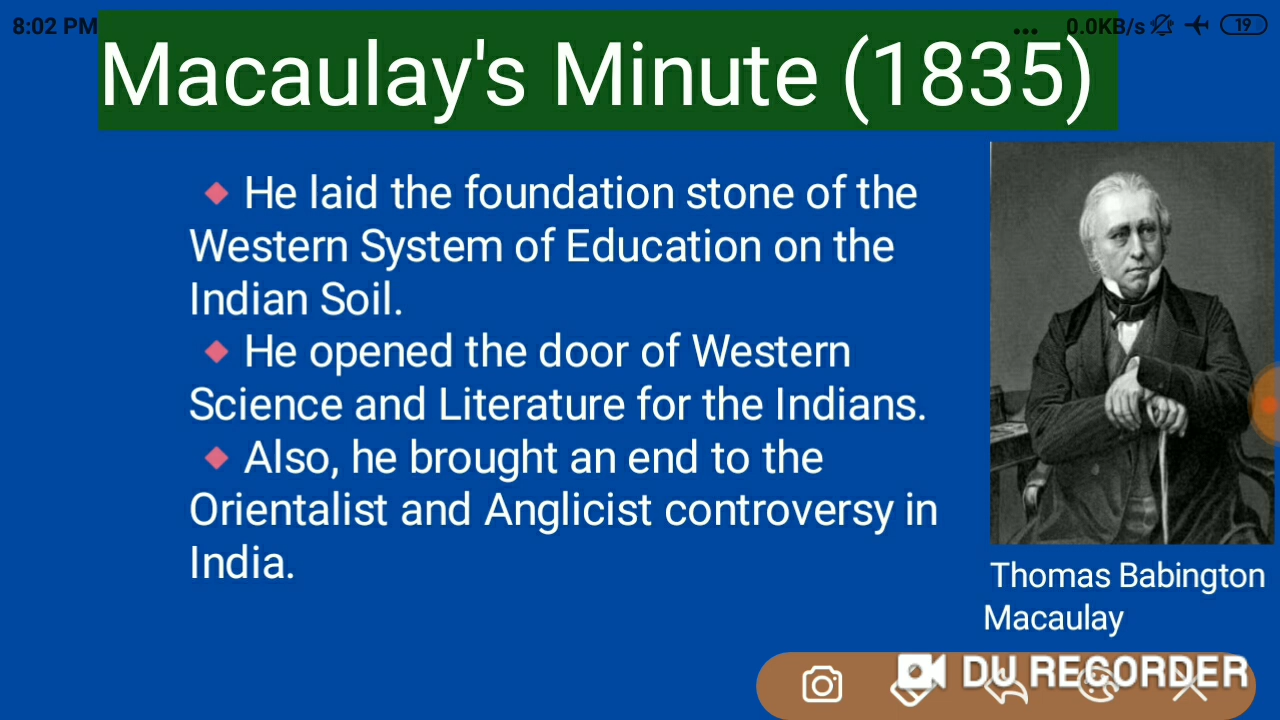 8:02 PM
... 0.0KB/s 19
Macaulay's Minute (1835)
He laid the foundation stone of the
Western System of Education on the
Indian Soil.
He opened the door of Western
Science and Literature for the Indians.
Also, he brought an end to the
Orientalist and Anglicist controversy in
India.
Thomas Babington
Macaulay
DU RECORDER